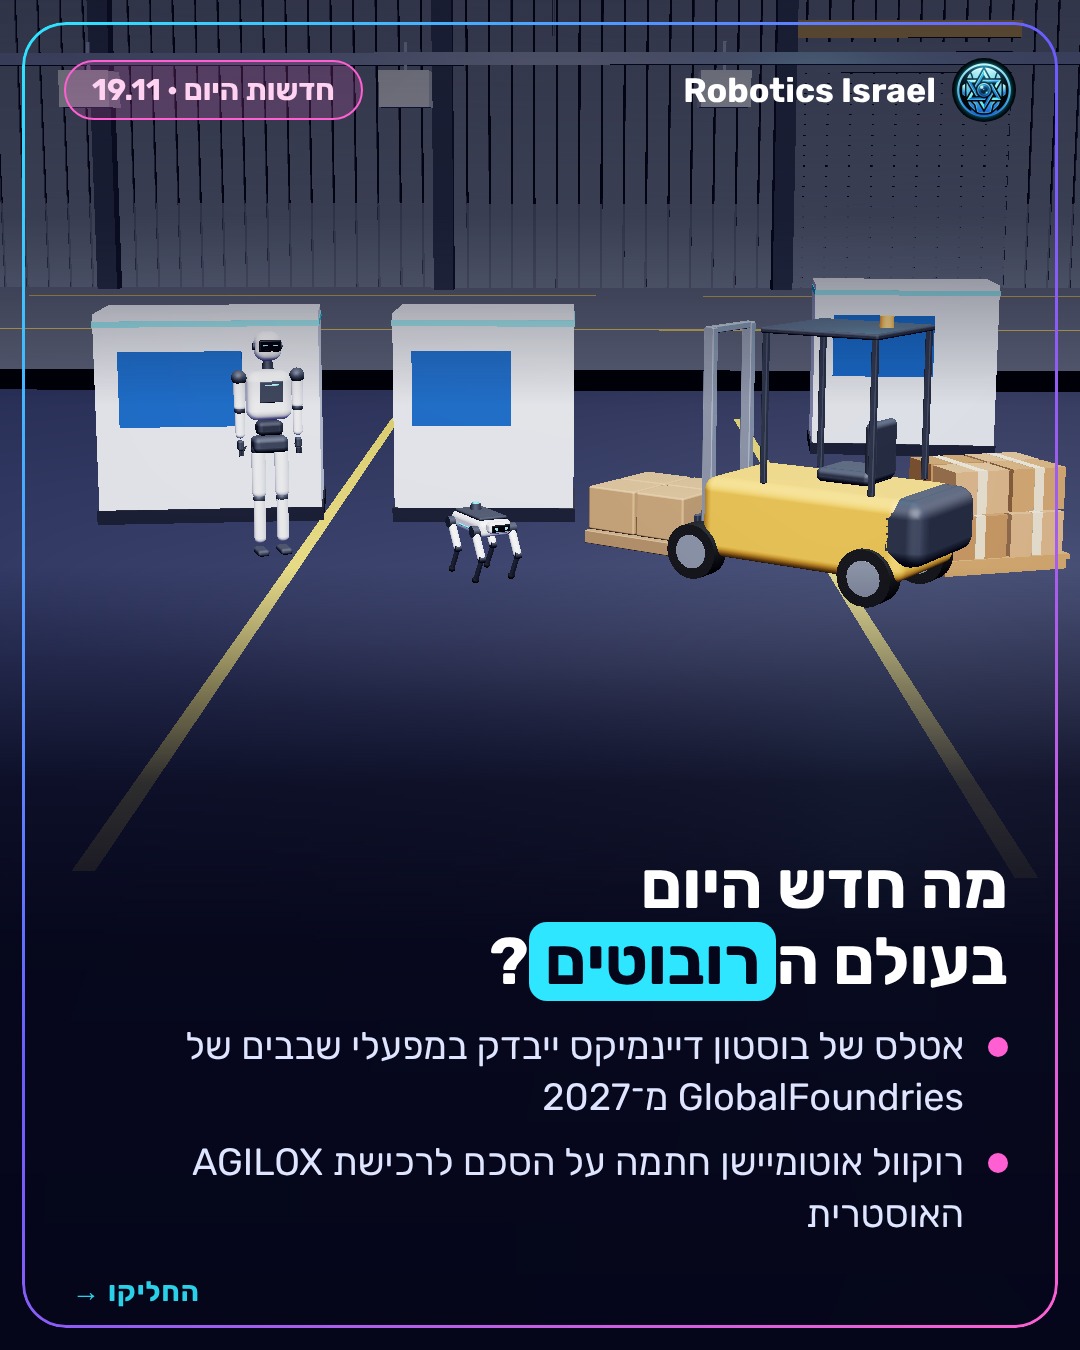 Robotics Israel
חדשות היום • 19.11
מה חדש היום
בעולם הרובוטים?
אטלס של בוסטון דיינמיקס ייבדק במפעלי שבבים של
GlobalFoundries מ־2027
רוקוול אוטומיישן חתמה על הסכם לרכישת AGILOX
האוסטרית
החליקו →